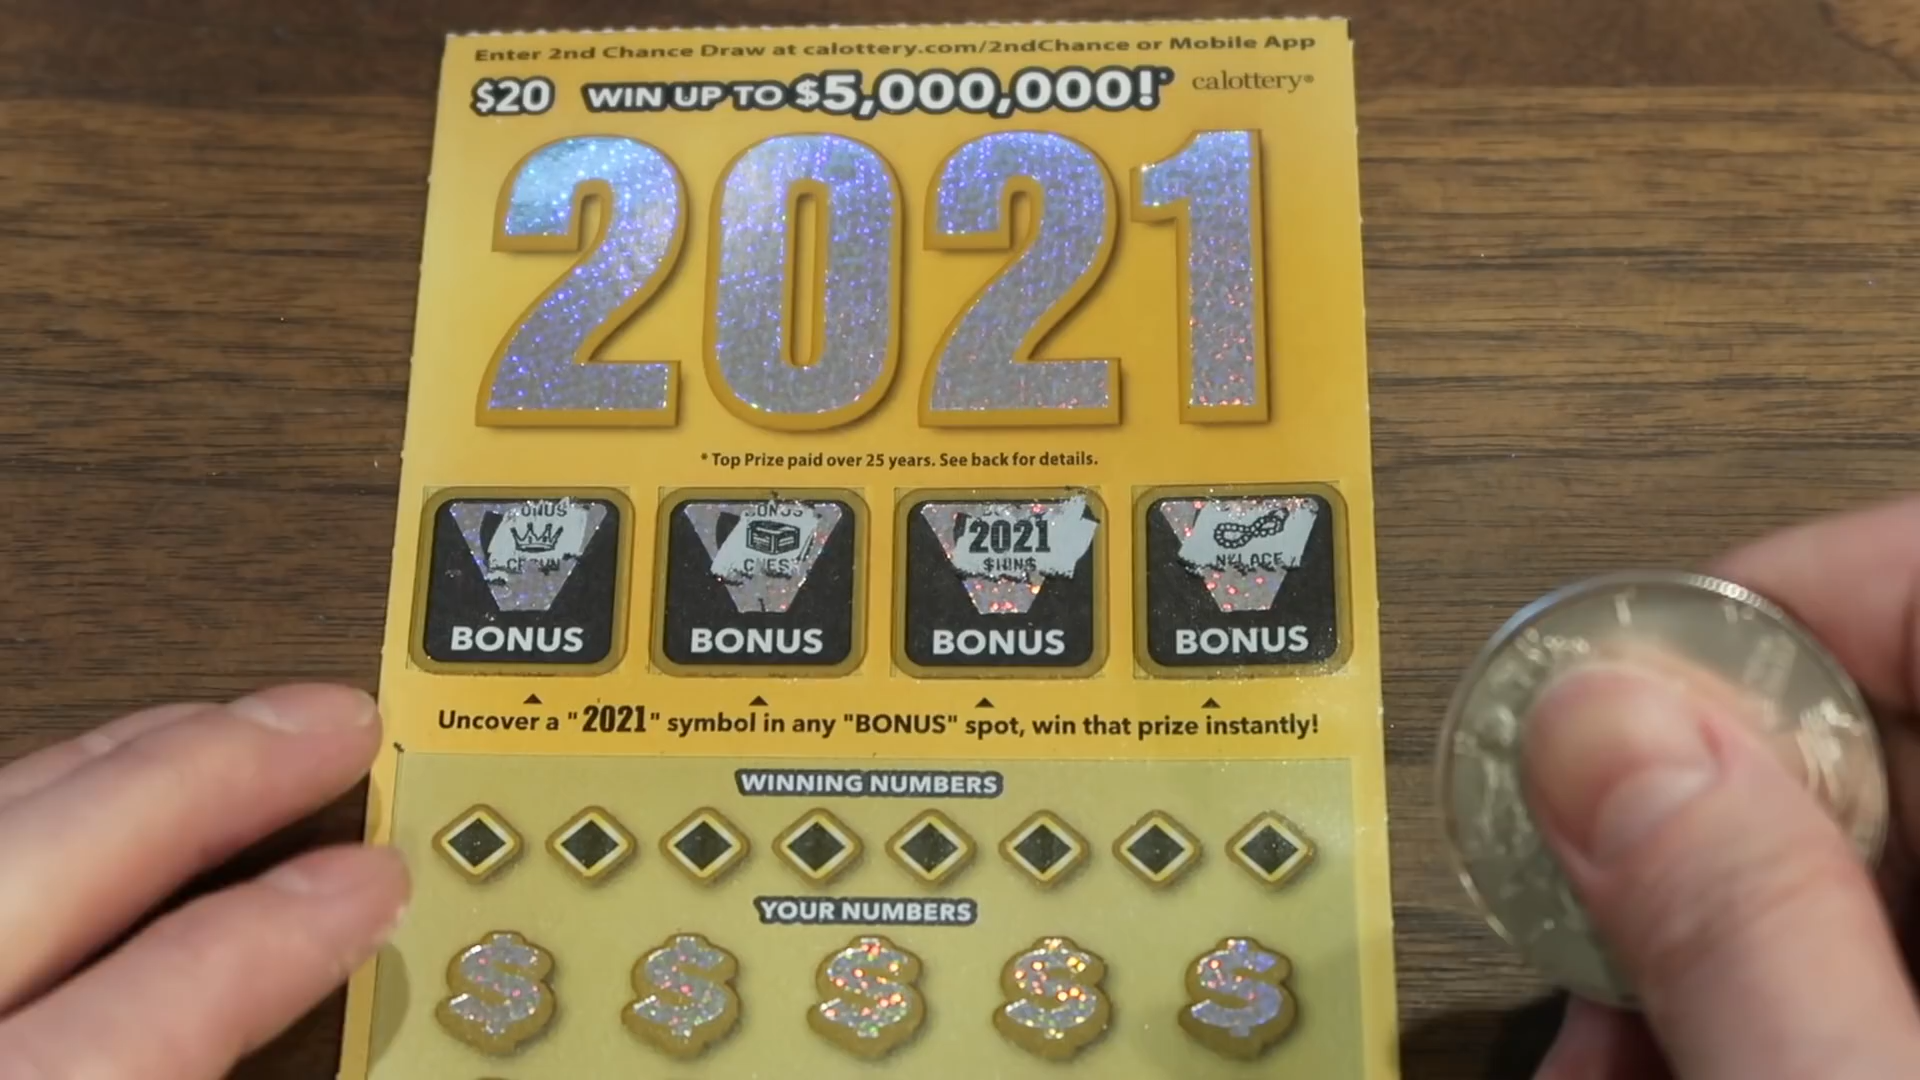 Enter 2nd Chance Draw at calottery.com/2ndChance or Mobile App
$20 WIN UP TO $5,000,000!* calottery®
2021
* Top Prize paid over 25 years. See back for details.
2021
$WIN$
BONUS BONUS BONUS BONUS
Uncover a "2021" symbol in any "BONUS" spot, win that prize instantly!
WINNING NUMBERS
YOUR NUMBERS